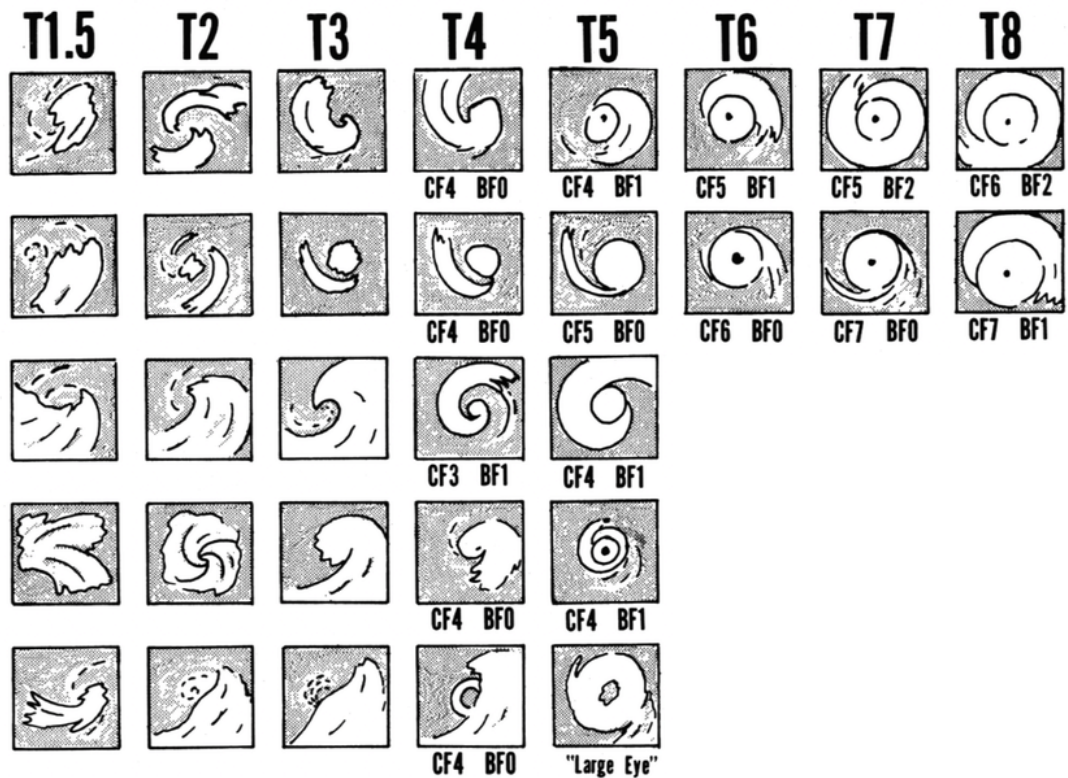 T1.5 T2 T3 T4 T5 T6 T7 T8
CF4 BF0 CF4 BF1 CF5 BF1 CF5 BF2 CF6 BF2
CF4 BF0 CF5 BF0 CF6 BF0 CF7 BF0 CF7 BF1
CF3 BF1 CF4 BF1
CF4 BF0 CF4 BF1
CF4 BF0 "Large Eye"